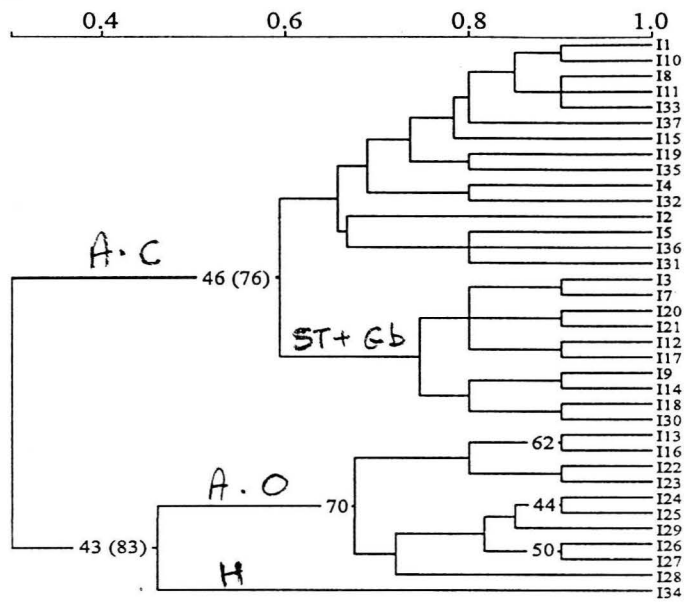 0.4 0.6 0.8 1.0
I1
I10
I8
I11
I33
I37
I15
I19
I35
I4
I32
I2
I5
I36
I31
A.C
46 (76)
I3
I7
I20
I21
ST+Gb
I12
I17
I9
I14
I18
I30
I13
62
I16
I22
I23
A.O
70
I24
44
I25
I29
I26
43 (83)
50
I27
H
I28
I34